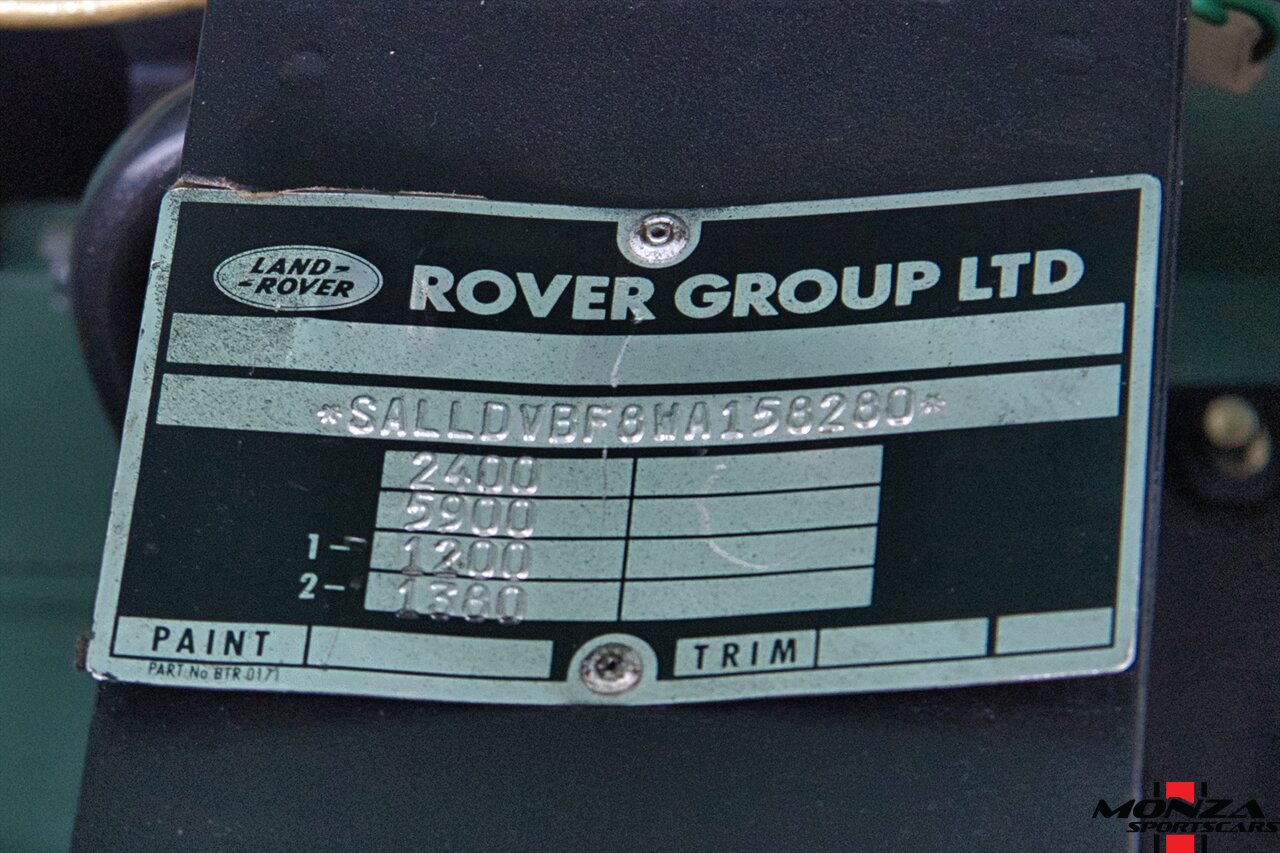 LAND-
-ROVER
ROVER GROUP LTD
*SALLDVBF8WA158280*
2400
5900
1- 1200
2- 1380
PAINT
TRIM
PART No BTR 0171
MONZA
SPORTSCARS